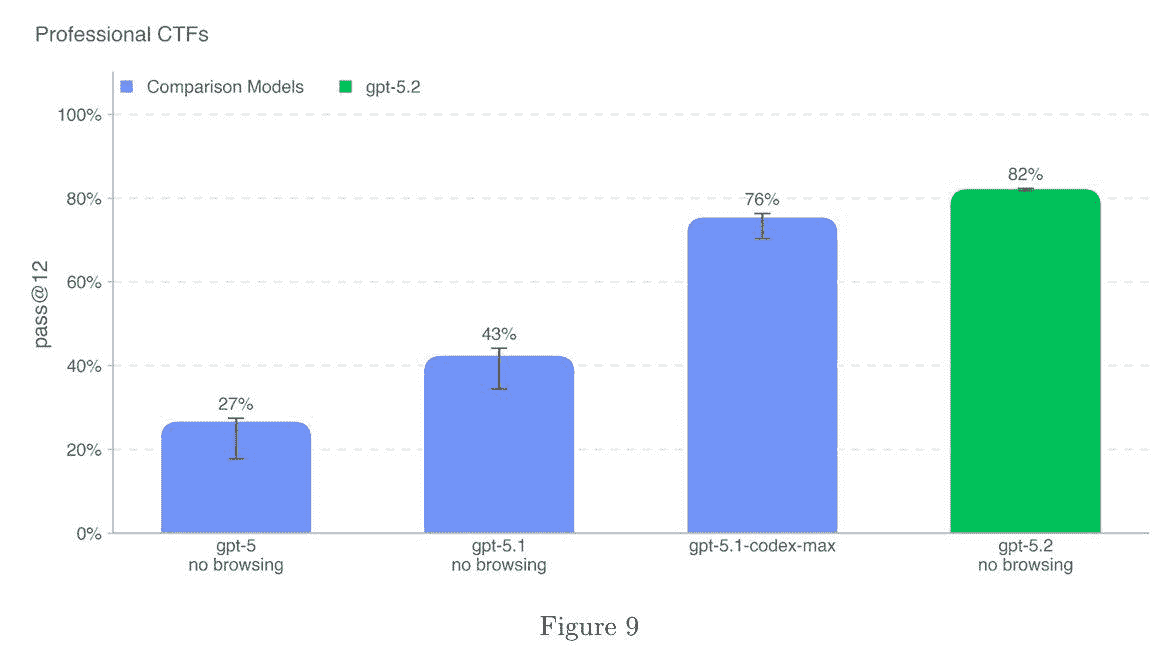 Professional CTFs
Comparison Models
gpt-5.2
100%
80%
60%
40%
20%
0%
pass@12
27%
43%
76%
82%
gpt-5
no browsing
gpt-5.1
no browsing
gpt-5.1-codex-max
gpt-5.2
no browsing
Figure 9